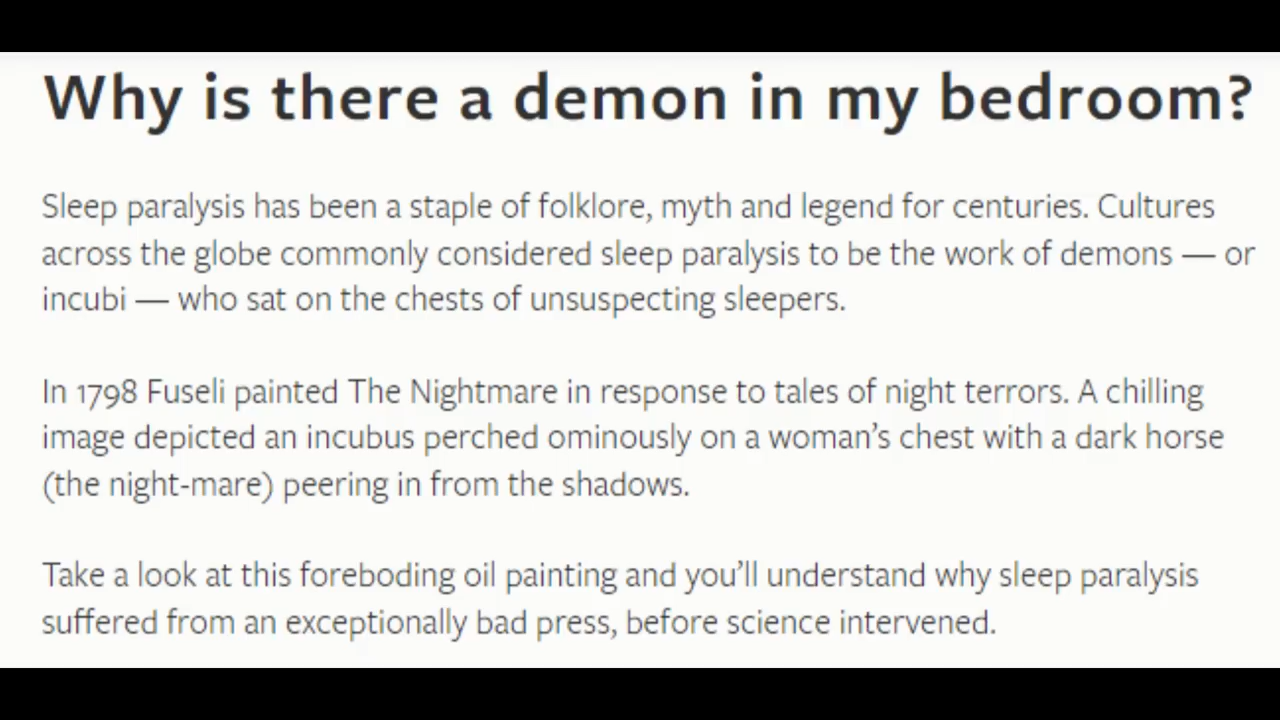 Why is there a demon in my bedroom?
Sleep paralysis has been a staple of folklore, myth and legend for centuries. Cultures
across the globe commonly considered sleep paralysis to be the work of demons — or
incubi — who sat on the chests of unsuspecting sleepers.
In 1798 Fuseli painted The Nightmare in response to tales of night terrors. A chilling
image depicted an incubus perched ominously on a woman’s chest with a dark horse
(the night-mare) peering in from the shadows.
Take a look at this foreboding oil painting and you’ll understand why sleep paralysis
suffered from an exceptionally bad press, before science intervened.